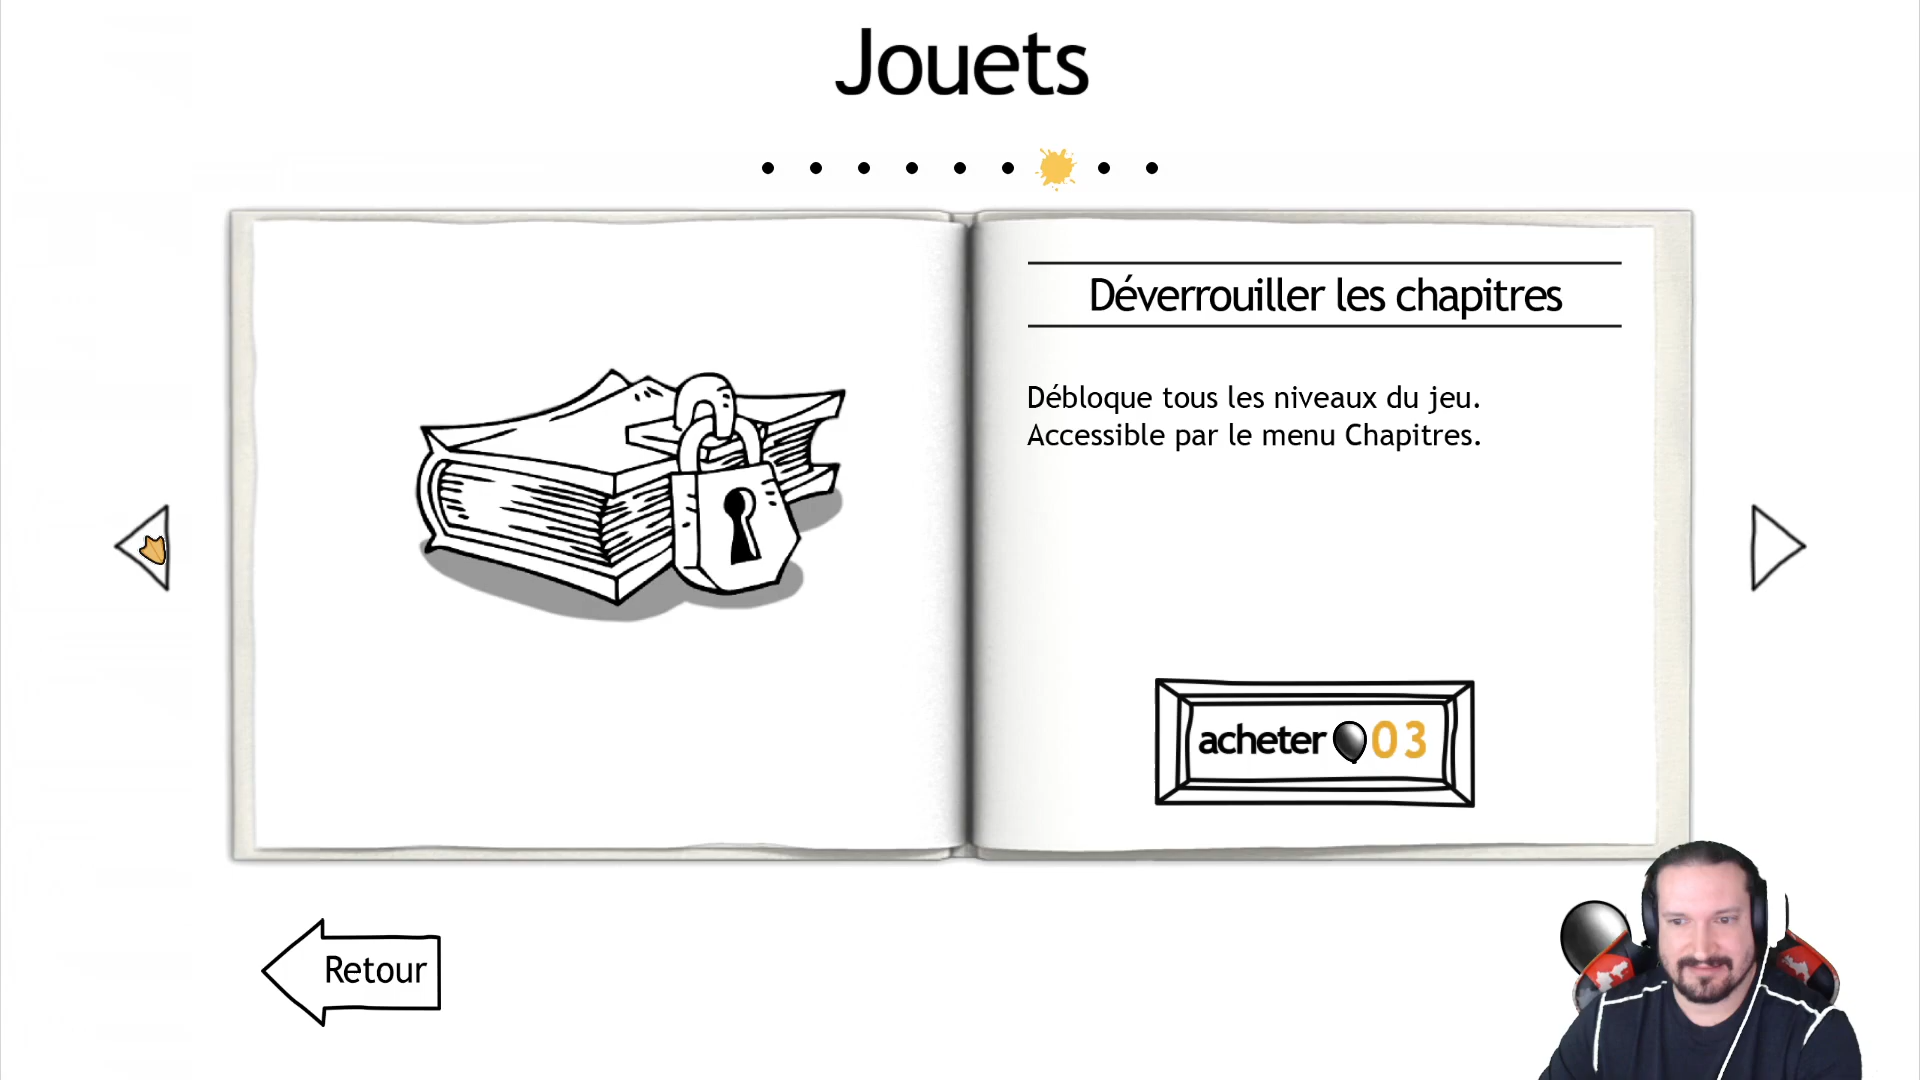 Jouets
Déverrouiller les chapitres
Débloque tous les niveaux du jeu.
Accessible par le menu Chapitres.
acheter 03
Retour